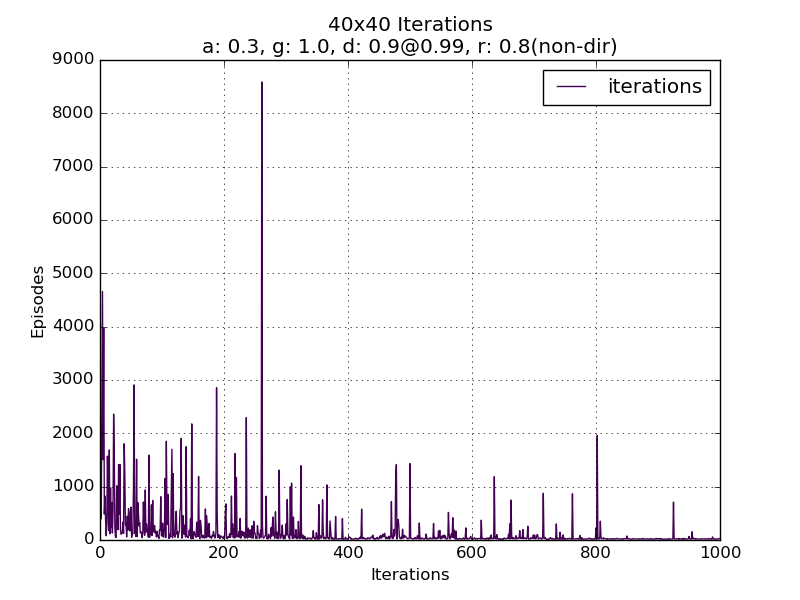 40x40 Iterations
a: 0.3, g: 1.0, d: 0.9@0.99, r: 0.8(non-dir)
iterations
9000
8000
7000
6000
5000
4000
3000
2000
1000
0
Episodes
0 200 400 600 800 1000
Iterations